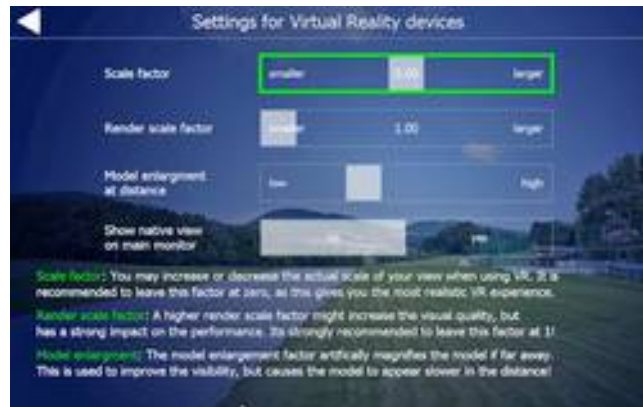 Settings for Virtual Reality devices
Scale factor
smaller
larger
Render scale factor
1.00
larger
Model enlargment
at distance
low
high
Show native view
on main monitor
no
yes
Scale factor: You may increase or decrease the actual scale of your view when using VR. It is
recommended to leave this factor at zero, as this gives you the most realistic VR experience.
Render scale factor: A higher render scale factor might increase the visual quality, but
has a strong impact on the performance. Its strongly recommended to leave this factor at 1!
Model enlargment: The model enlargement factor artifically magnifies the model if far away.
This is used to improve the visibility, but causes the model to appear slower in the distance!